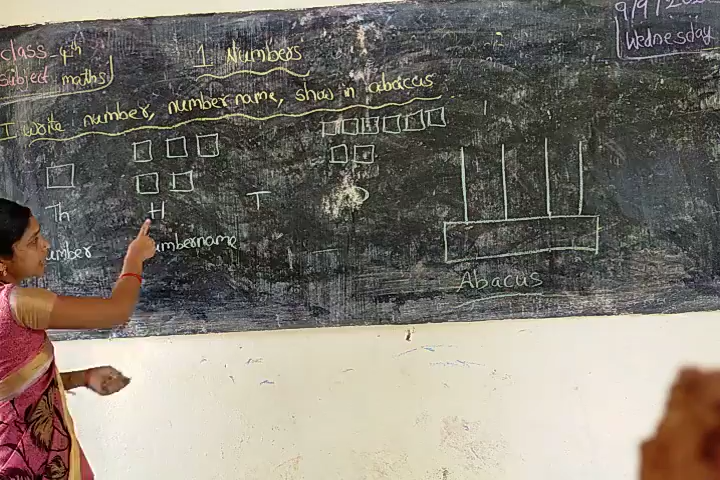 class - 4th
subject maths
1 Numbers
9/9/202
Wednesday
I write number, number name, show in abacus
Th H T
umber
umbername
Abacus